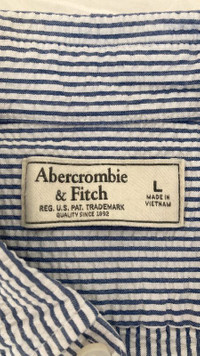 Abercrombie
& Fitch
REG. U.S. PAT. TRADEMARK
QUALITY SINCE 1892
L
MADE IN
VIETNAM